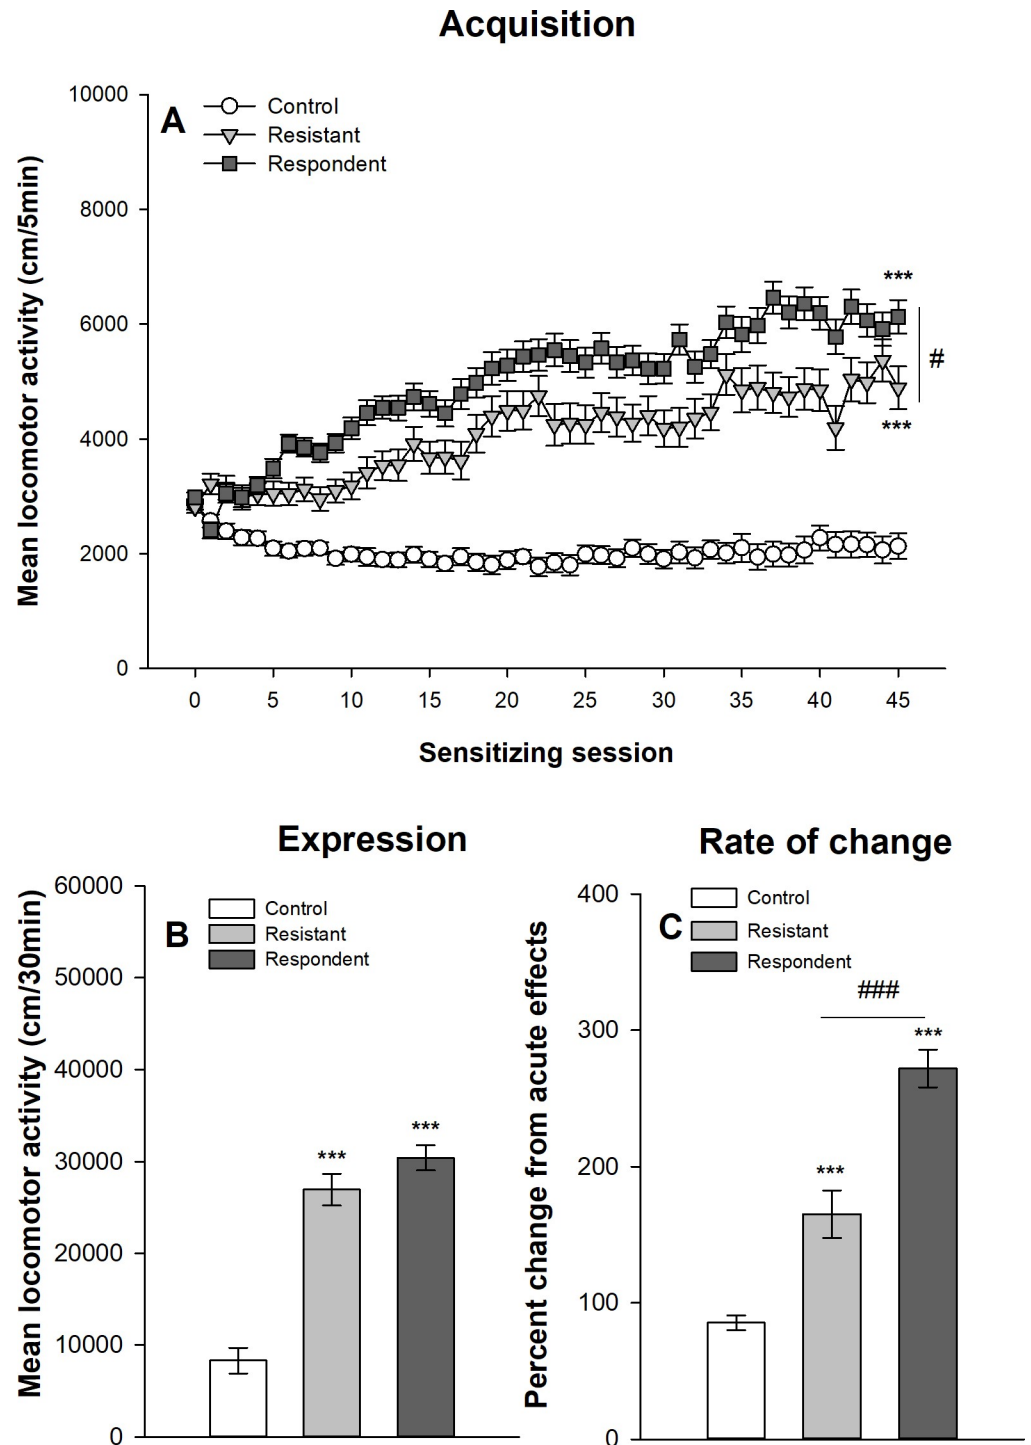 Acquisition
A
Control
Resistant
Respondent
Mean locomotor activity (cm/5min)
10000
8000
6000
4000
2000
0
***
#
***
0 5 10 15 20 25 30 35 40 45
Sensitizing session
Expression
B
Control
Resistant
Respondent
Mean locomotor activity (cm/30min)
60000
50000
40000
30000
20000
10000
0
***
***
Rate of change
C
Control
Resistant
Respondent
Percent change from acute effects
400
300
200
100
0
###
***
***